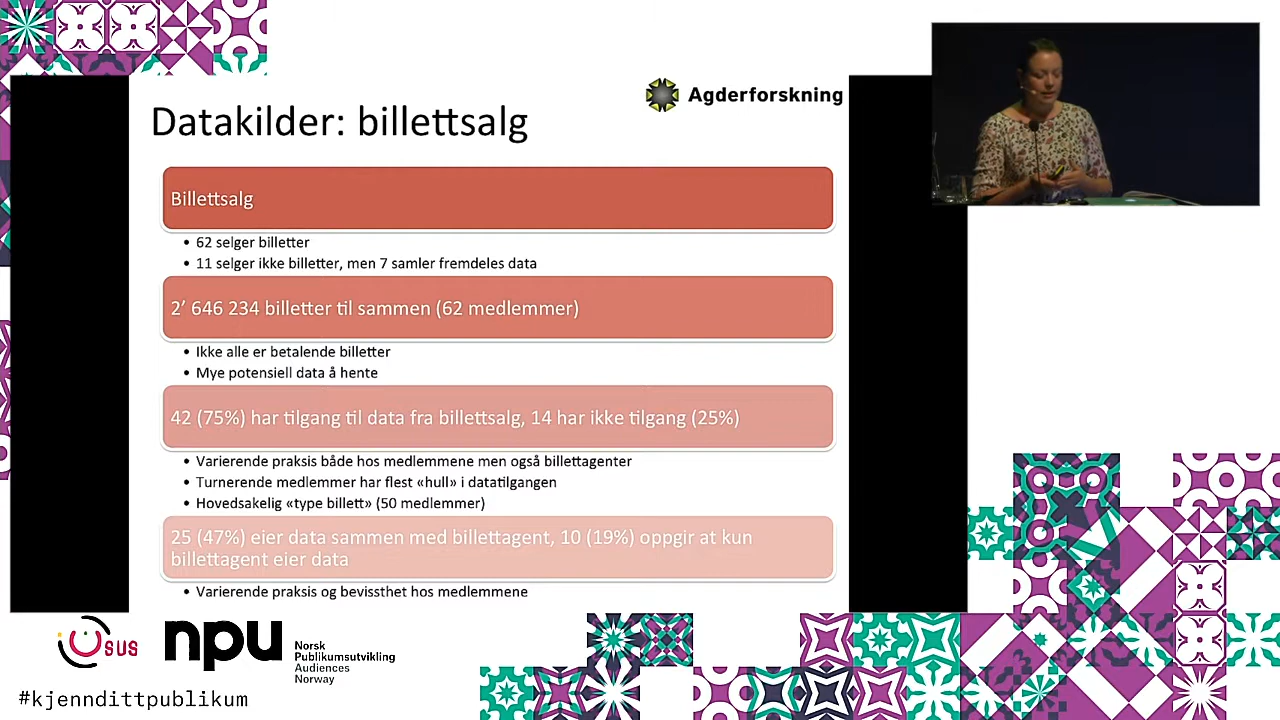 Agderforskning
Datakilder: billettsalg
Billettsalg
• 62 selger billetter
• 11 selger ikke billetter, men 7 samler fremdeles data
2’ 646 234 billetter til sammen (62 medlemmer)
• Ikke alle er betalende billetter
• Mye potensiell data å hente
42 (75%) har tilgang til data fra billettsalg, 14 har ikke tilgang (25%)
• Varierende praksis både hos medlemmene men også billettagenter
• Turnerende medlemmer har flest «hull» i datatilgangen
• Hovedsakelig «type billett» (50 medlemmer)
25 (47%) eier data sammen med billettagent, 10 (19%) oppgir at kun
billettagent eier data
• Varierende praksis og bevissthet hos medlemmene
Usus
npu
Norsk
Publikumsutvikling
Audiences
Norway
#kjenndittpublikum